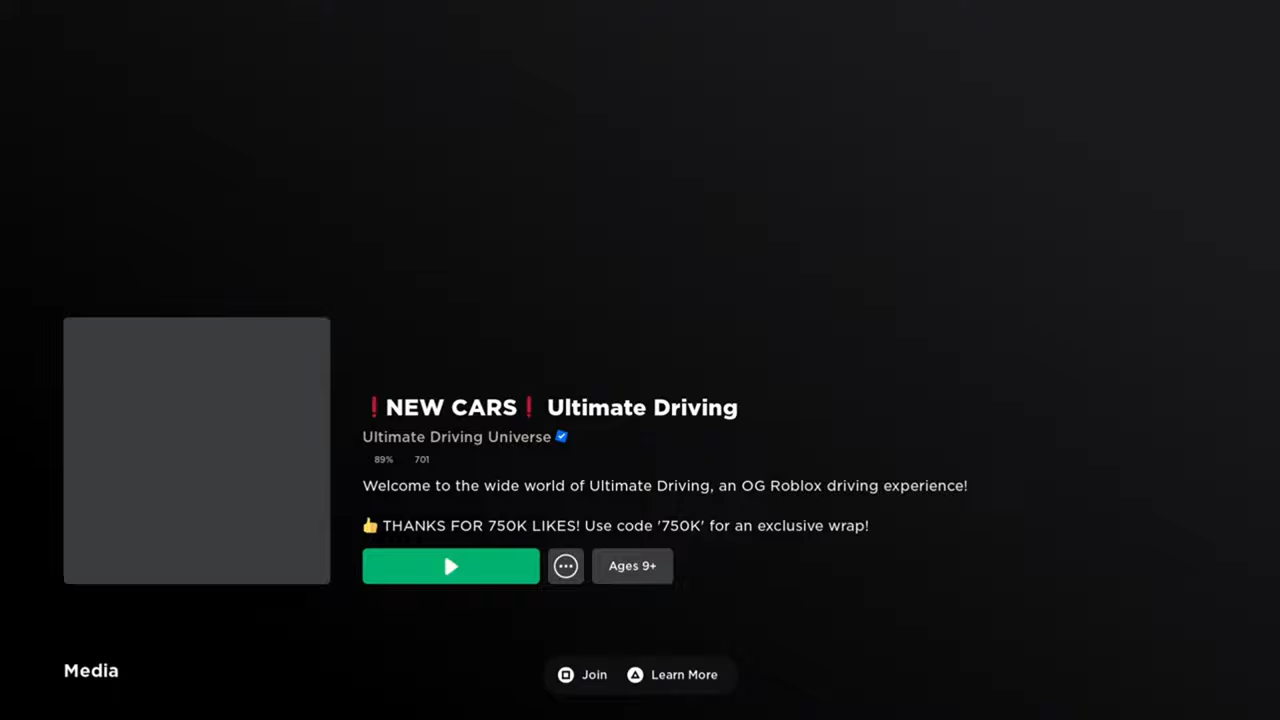 ❗NEW CARS❗ Ultimate Driving
Ultimate Driving Universe
89% 701
Welcome to the wide world of Ultimate Driving, an OG Roblox driving experience!
👍 THANKS FOR 750K LIKES! Use code '750K' for an exclusive wrap!
Ages 9+
Media
Join Learn More